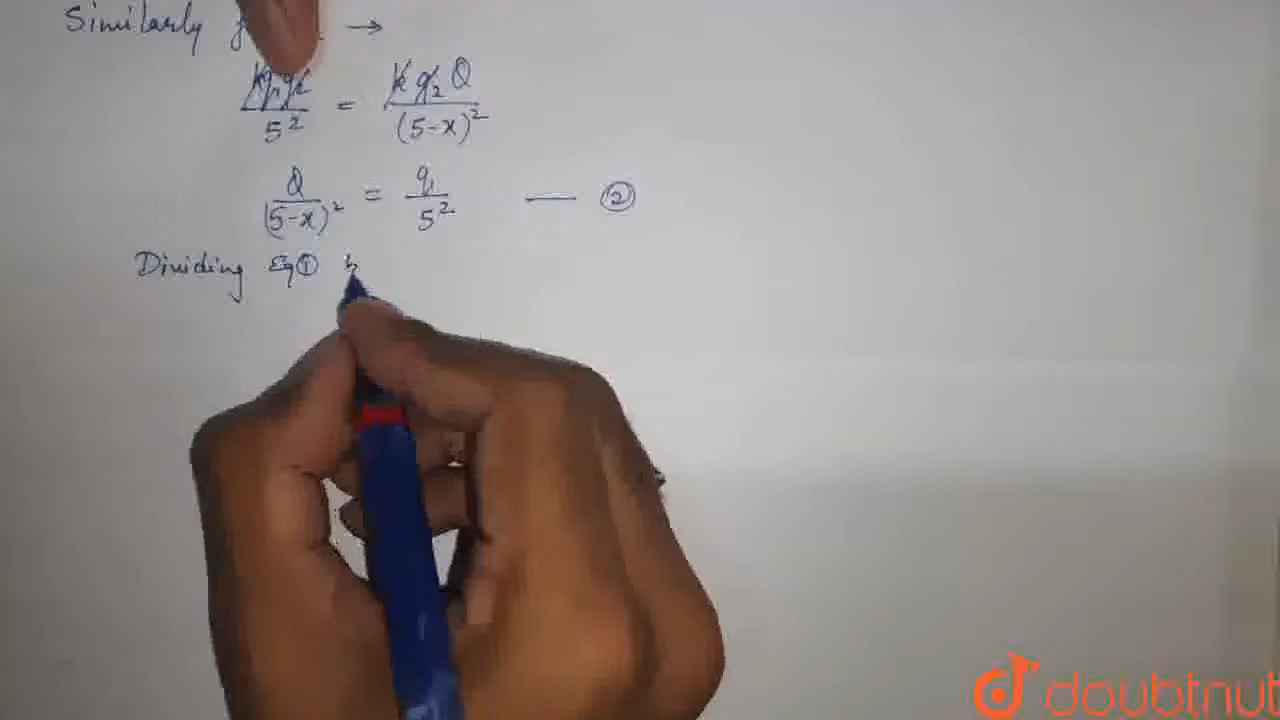 Similarly →
kq₁q₂/5² = kq₂Q/(5-x)²
Q/(5-x)² = q₁/5² — ②
Dividing Eq①
doubtnut